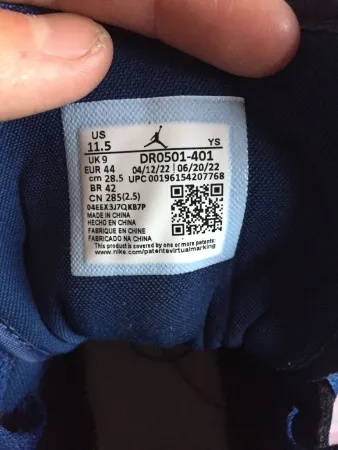 US
11.5 YS
UK 9 DR0501-401
EUR 44 04/12/22 06/20/22
cm 28.5 UPC 00196154207768
BR 42
CN 285(2.5)
04EEX3J7QKB7P
MADE IN CHINA
HECHO EN CHINA
FABRIQUE EN CHINE
FABRICADO NA CHINA
This product is covered by one or more patents:
www.nike.com/patentsvirtualmarking